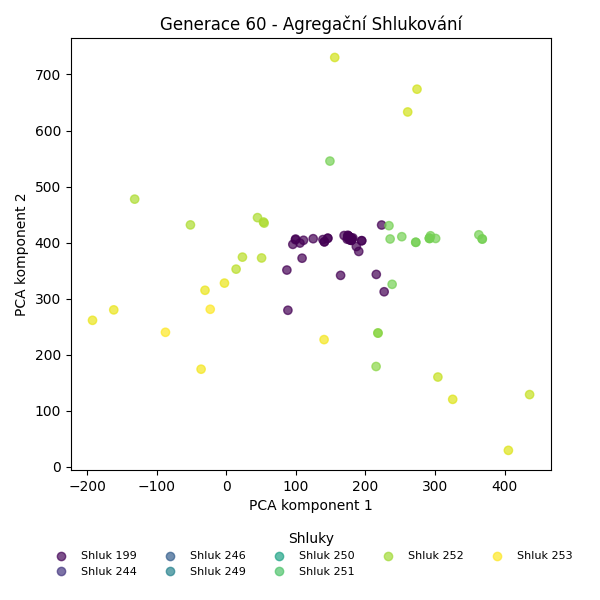 Generace 60 - Agregační Shlukování
PCA komponent 2
700
600
500
400
300
200
100
0
−200 −100 0 100 200 300 400
PCA komponent 1
Shluky
Shluk 199 Shluk 246 Shluk 250 Shluk 252 Shluk 253
Shluk 244 Shluk 249 Shluk 251